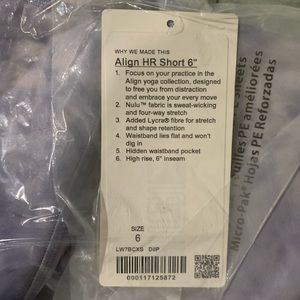 WHY WE MADE THIS
Align HR Short 6"
1. Focus on your practice in the
Align yoga collection, designed
to free you from distraction
and embrace your every move
2. Nulu™ fabric is sweat-wicking
and four-way stretch
3. Added Lycra® fibre for stretch
and shape retention
4. Waistband lies flat and won't
dig in
5. Hidden waistband pocket
6. High rise, 6" Inseam
SIZE
6
LW7BCXS DIIP
000117125872
Sheets
Feuilles PE améliorées
Micro-Pak® Hojas PE Reforzadas